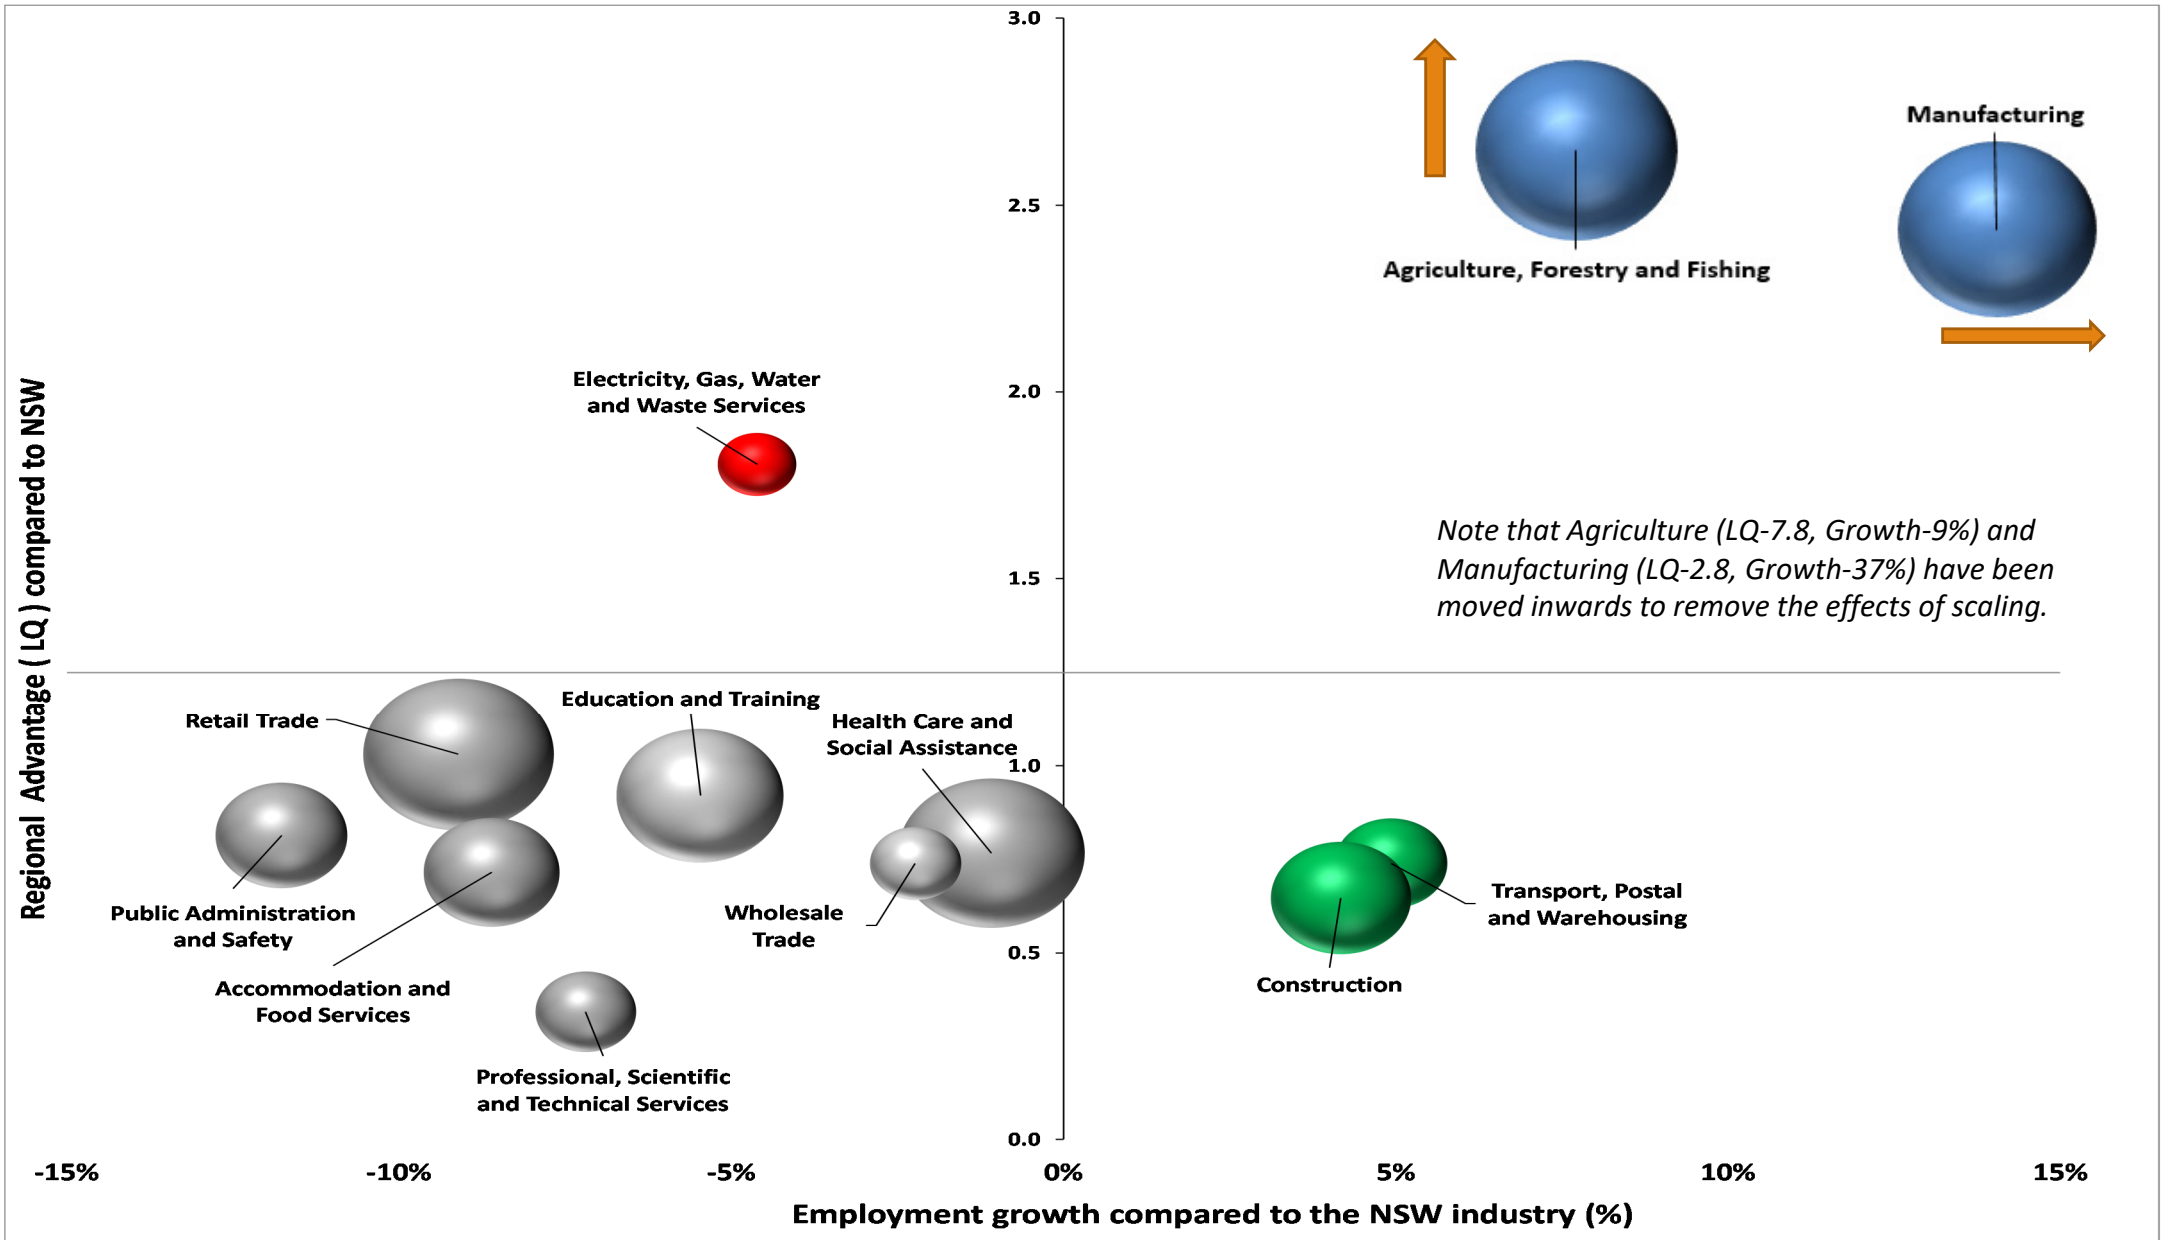 3.0
Manufacturing
2.5
Agriculture, Forestry and Fishing
2.0
Electricity, Gas, Water
and Waste Services
Regional Advantage ( LQ ) compared to NSW
Note that Agriculture (LQ-7.8, Growth-9%) and
Manufacturing (LQ-2.8, Growth-37%) have been
moved inwards to remove the effects of scaling.
1.5
Education and Training
Retail Trade
Health Care and
Social Assistance
1.0
Transport, Postal
and Warehousing
Public Administration
and Safety
Wholesale
Trade
0.5
Construction
Accommodation and
Food Services
Professional, Scientific
and Technical Services
0.0
-15%
-10%
-5%
0%
5%
10%
15%
Employment growth compared to the NSW industry (%)